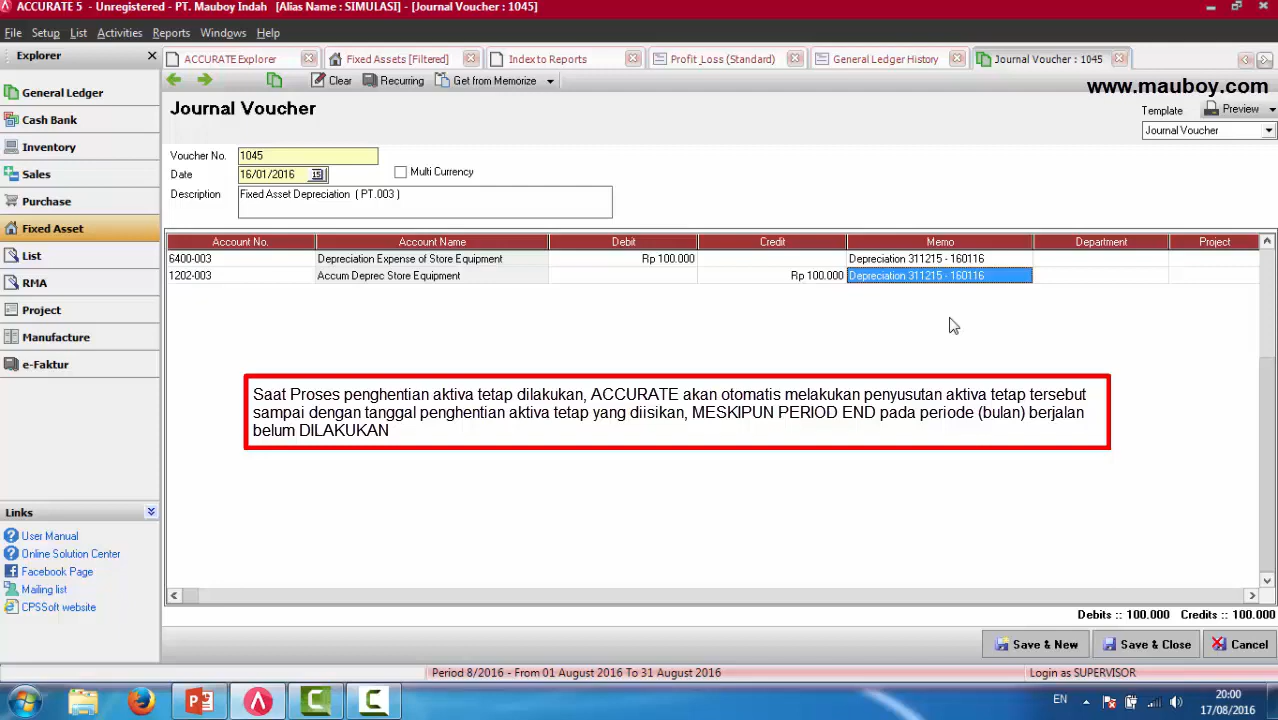 ACCURATE 5 - Unregistered - PT. Mauboy Indah [Alias Name : SIMULASI] - [Journal Voucher : 1045]
File Setup List Activities Reports Windows Help
Explorer
ACCURATE Explorer Fixed Assets [Filtered] Index to Reports Profit_Loss (Standard) General Ledger History Journal Voucher : 1045
Clear Recurring Get from Memorize
www.mauboy.com
General Ledger
Cash Bank
Inventory
Sales
Purchase
Fixed Asset
List
RMA
Project
Manufacture
e-Faktur
Journal Voucher
Template Preview
Journal Voucher
Voucher No. 1045
Date 16/01/2016 15 Multi Currency
Description Fixed Asset Depreciation ( PT.003 )
Account No. Account Name Debit Credit Memo Department Project
6400-003 Depreciation Expense of Store Equipment Rp 100.000 Depreciation 311215 - 160116
1202-003 Accum Deprec Store Equipment Rp 100.000 Depreciation 311215 - 160116
Saat Proses penghentian aktiva tetap dilakukan, ACCURATE akan otomatis melakukan penyusutan aktiva tetap tersebut
sampai dengan tanggal penghentian aktiva tetap yang diisikan, MESKIPUN PERIOD END pada periode (bulan) berjalan
belum DILAKUKAN
Links
User Manual
Online Solution Center
Facebook Page
Mailing list
CPSSoft website
Debits :: 100.000 Credits :: 100.000
Save & New Save & Close Cancel
Period 8/2016 - From 01 August 2016 To 31 August 2016 Login as SUPERVISOR
EN
20:00
17/08/2016